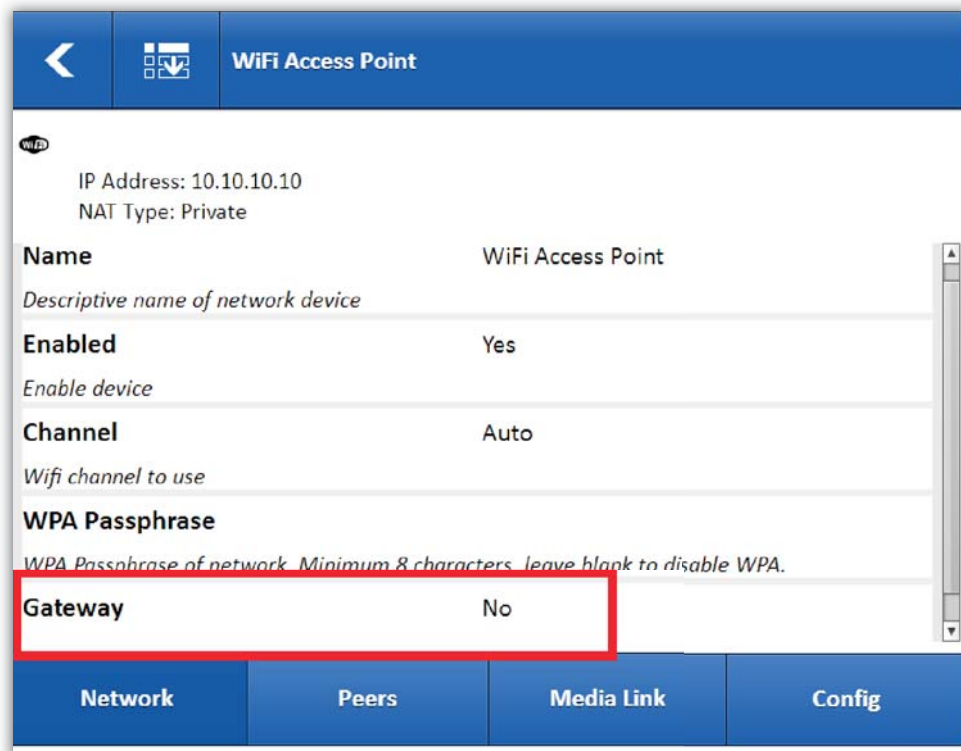 WiFi Access Point
WiFi
IP Address: 10.10.10.10
NAT Type: Private
Name WiFi Access Point
Descriptive name of network device
Enabled Yes
Enable device
Channel Auto
Wifi channel to use
WPA Passphrase
WPA Passphrase of network. Minimum 8 characters, leave blank to disable WPA.
Gateway No
Network Peers Media Link Config